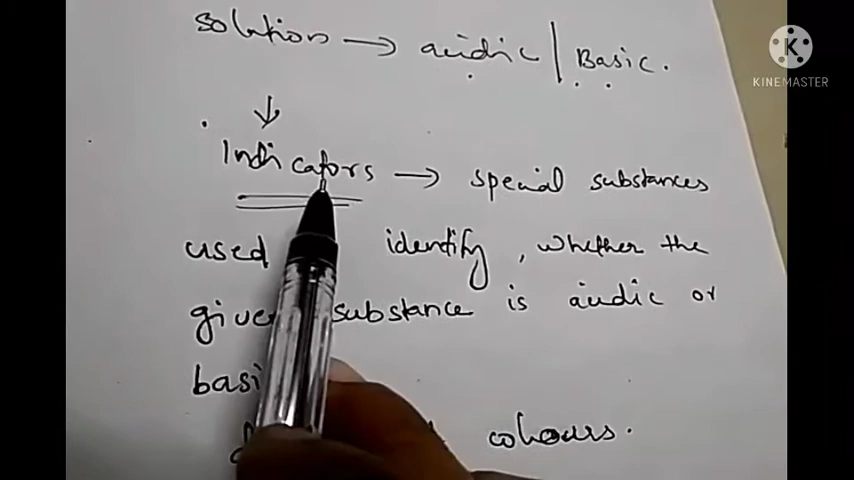 Solution → acidic | Basic.
↓
Indicators → special substances
used identify, whether the
given substance is acidic or
basi
colours.
K
KINEMASTER